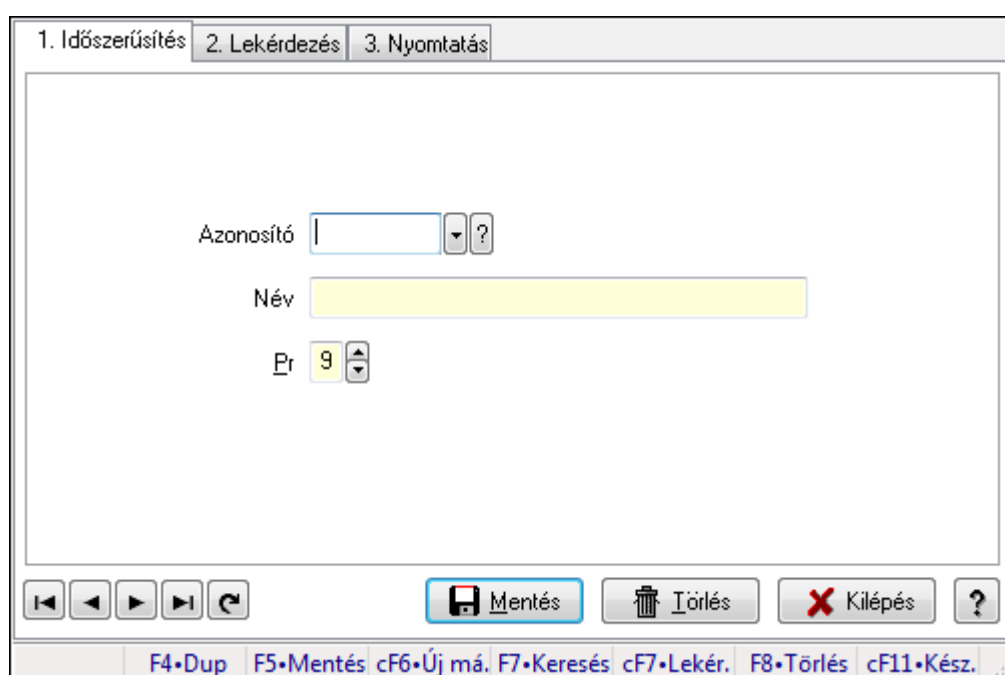 1. Időszerűsítés 2. Lekérdezés 3. Nyomtatás
Azonosító ?
Név
Pr 9
Mentés Törlés Kilépés ?
F4•Dup F5•Mentés cF6•Új má. F7•Keresés cF7•Lekér. F8•Törlés cF11•Kész.